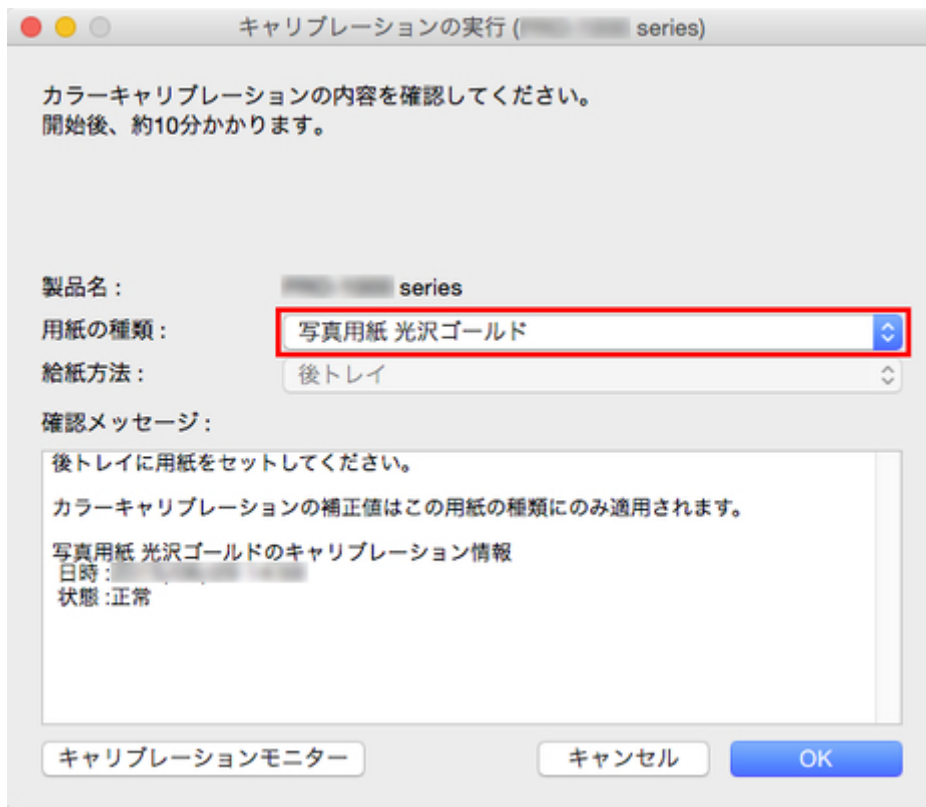 キャリブレーションの実行 ( series)
カラーキャリブレーションの内容を確認してください。
開始後、約10分かかります。
製品名 : series
用紙の種類 : 写真用紙 光沢ゴールド
給紙方法 : 後トレイ
確認メッセージ :
後トレイに用紙をセットしてください。
カラーキャリブレーションの補正値はこの用紙の種類にのみ適用されます。
写真用紙 光沢ゴールドのキャリブレーション情報
日時 :
状態 :正常
キャリブレーションモニター キャンセル OK